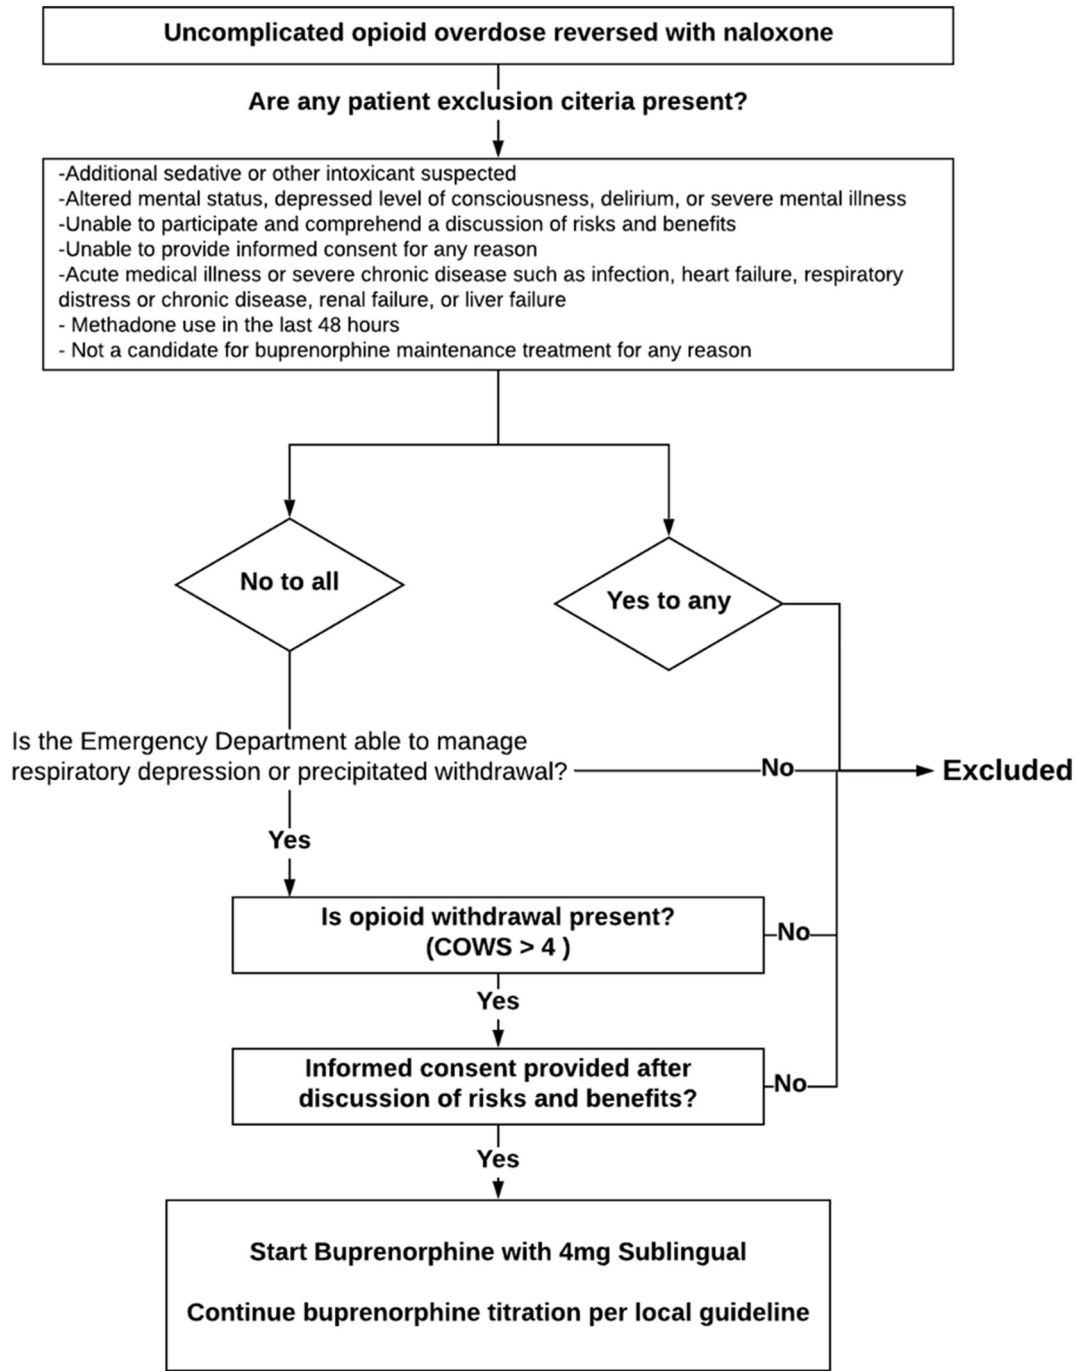 Uncomplicated opioid overdose reversed with naloxone
Are any patient exclusion citeria present?
-Additional sedative or other intoxicant suspected
-Altered mental status, depressed level of consciousness, delirium, or severe mental illness
-Unable to participate and comprehend a discussion of risks and benefits
-Unable to provide informed consent for any reason
-Acute medical illness or severe chronic disease such as infection, heart failure, respiratory
distress or chronic disease, renal failure, or liver failure
- Methadone use in the last 48 hours
- Not a candidate for buprenorphine maintenance treatment for any reason
No to all
Yes to any
Is the Emergency Department able to manage
respiratory depression or precipitated withdrawal?
No
Excluded
Yes
Is opioid withdrawal present?
(COWS > 4 )
No
Yes
Informed consent provided after
discussion of risks and benefits?
No
Yes
Start Buprenorphine with 4mg Sublingual
Continue buprenorphine titration per local guideline